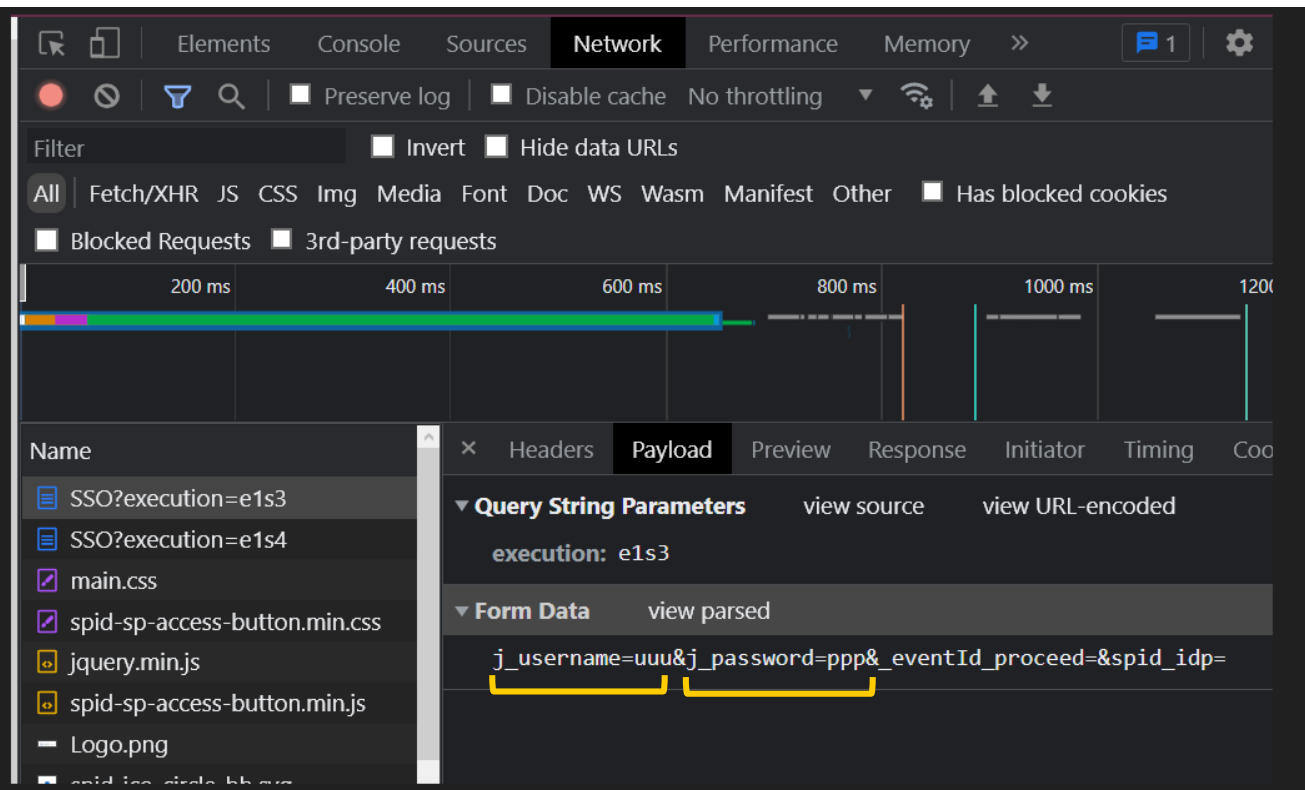 Elements Console Sources Network Performance Memory » 1
Preserve log Disable cache No throttling
Filter Invert Hide data URLs
All Fetch/XHR JS CSS Img Media Font Doc WS Wasm Manifest Other Has blocked cookies
Blocked Requests 3rd-party requests
200 ms 400 ms 600 ms 800 ms 1000 ms 1200
Name
SSO?execution=e1s3
SSO?execution=e1s4
main.css
spid-sp-access-button.min.css
jquery.min.js
spid-sp-access-button.min.js
Logo.png
× Headers Payload Preview Response Initiator Timing Coo
Query String Parameters view source view URL-encoded
execution: e1s3
Form Data view parsed
j_username=uuu&j_password=ppp&_eventId_proceed=&spid_idp=